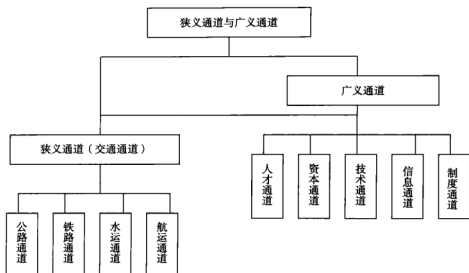 狭义通道与广义通道
广义通道
狭义通道（交通通道）
人才通道
资本通道
技术通道
信息通道
制度通道
公路通道
铁路通道
水运通道
航运通道